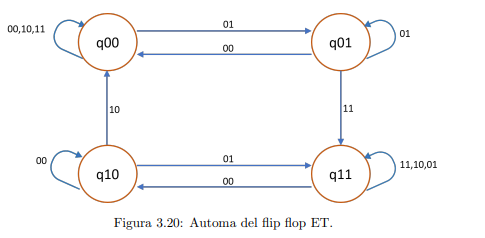 00,10,11
q00
01
00
q01
01
10
11
00
q10
01
00
q11
11,10,01
Figura 3.20: Automa del flip flop ET.